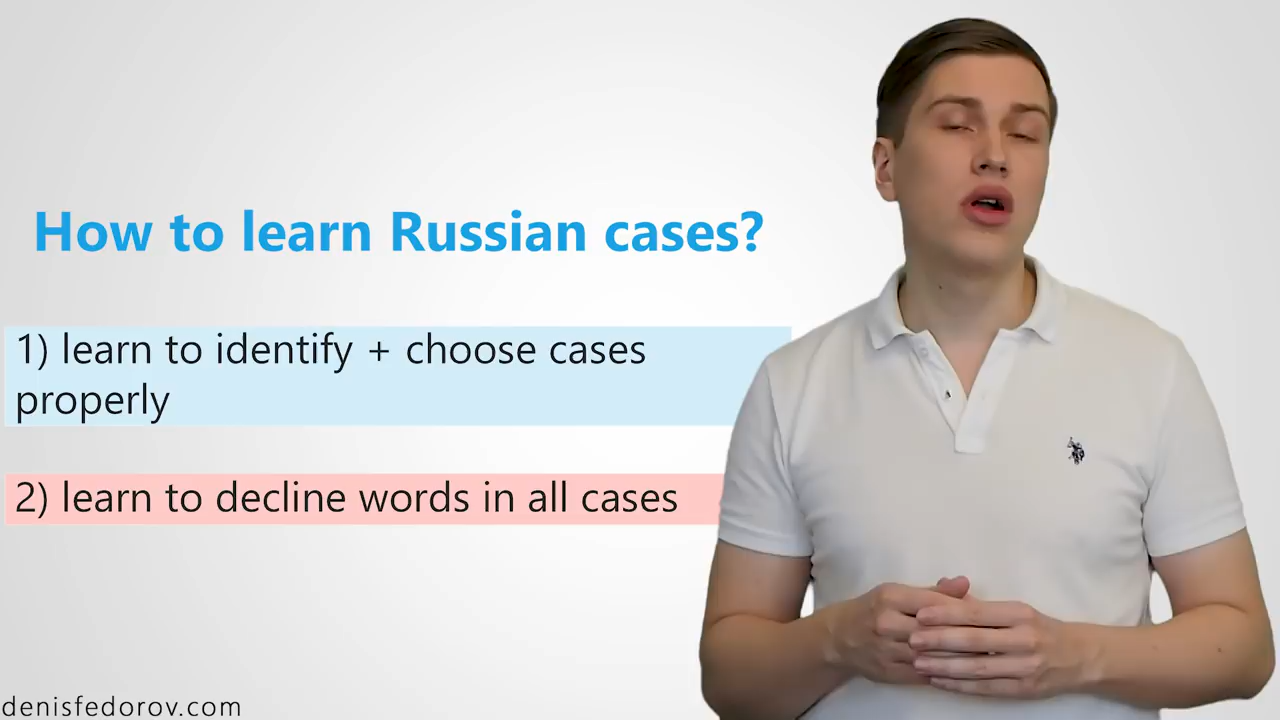 How to learn Russian cases?
1) learn to identify + choose cases
properly
2) learn to decline words in all cases
denisfedorov.com